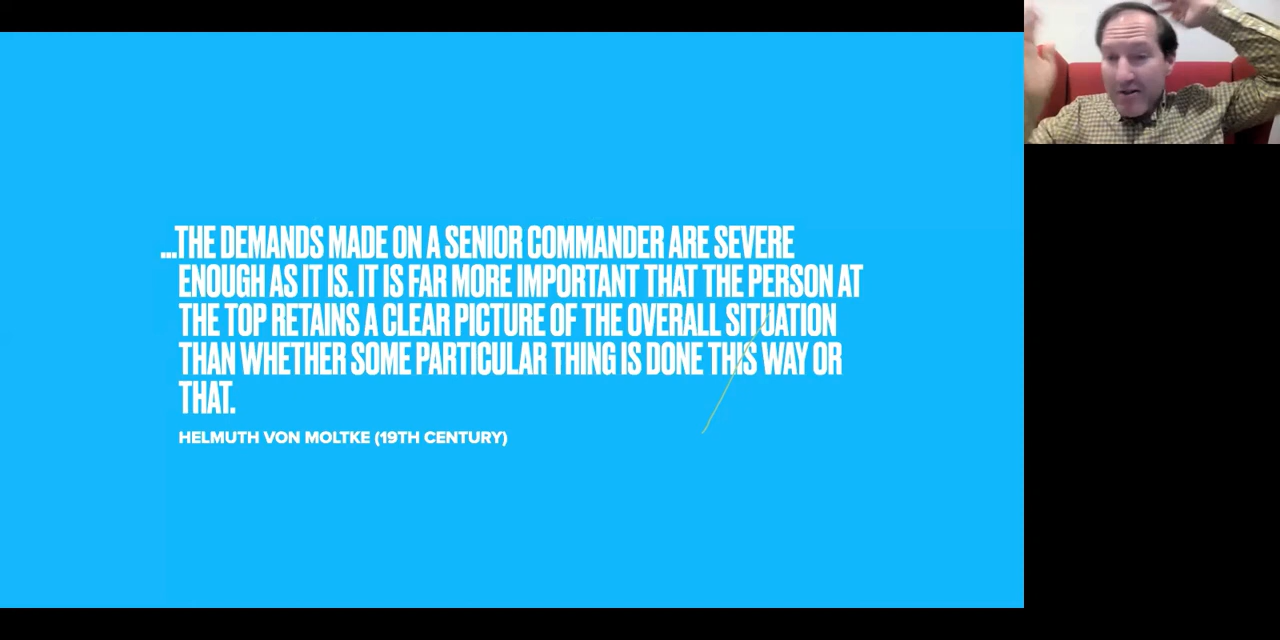 ...THE DEMANDS MADE ON A SENIOR COMMANDER ARE SEVERE
ENOUGH AS IT IS. IT IS FAR MORE IMPORTANT THAT THE PERSON AT
THE TOP RETAINS A CLEAR PICTURE OF THE OVERALL SITUATION
THAN WHETHER SOME PARTICULAR THING IS DONE THIS WAY OR
THAT.
HELMUTH VON MOLTKE (19TH CENTURY)